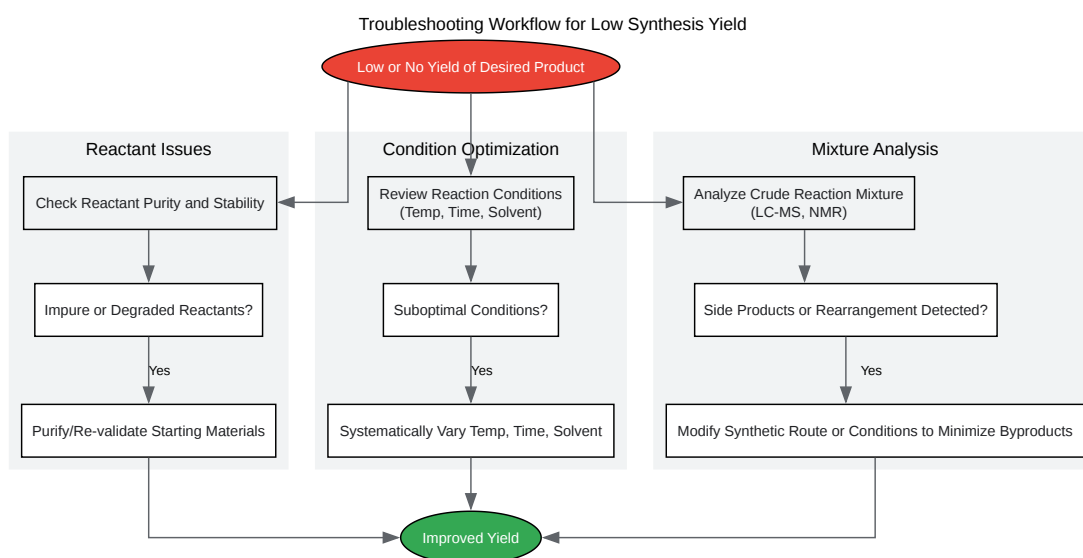 Troubleshooting Workflow for Low Synthesis Yield
Low or No Yield of Desired Product
Reactant Issues
Condition Optimization
Mixture Analysis
Check Reactant Purity and Stability
Review Reaction Conditions
(Temp, Time, Solvent)
Analyze Crude Reaction Mixture
(LC-MS, NMR)
Impure or Degraded Reactants?
Suboptimal Conditions?
Side Products or Rearrangement Detected?
Yes
Yes
Yes
Purify/Re-validate Starting Materials
Systematically Vary Temp, Time, Solvent
Modify Synthetic Route or Conditions to Minimize Byproducts
Improved Yield